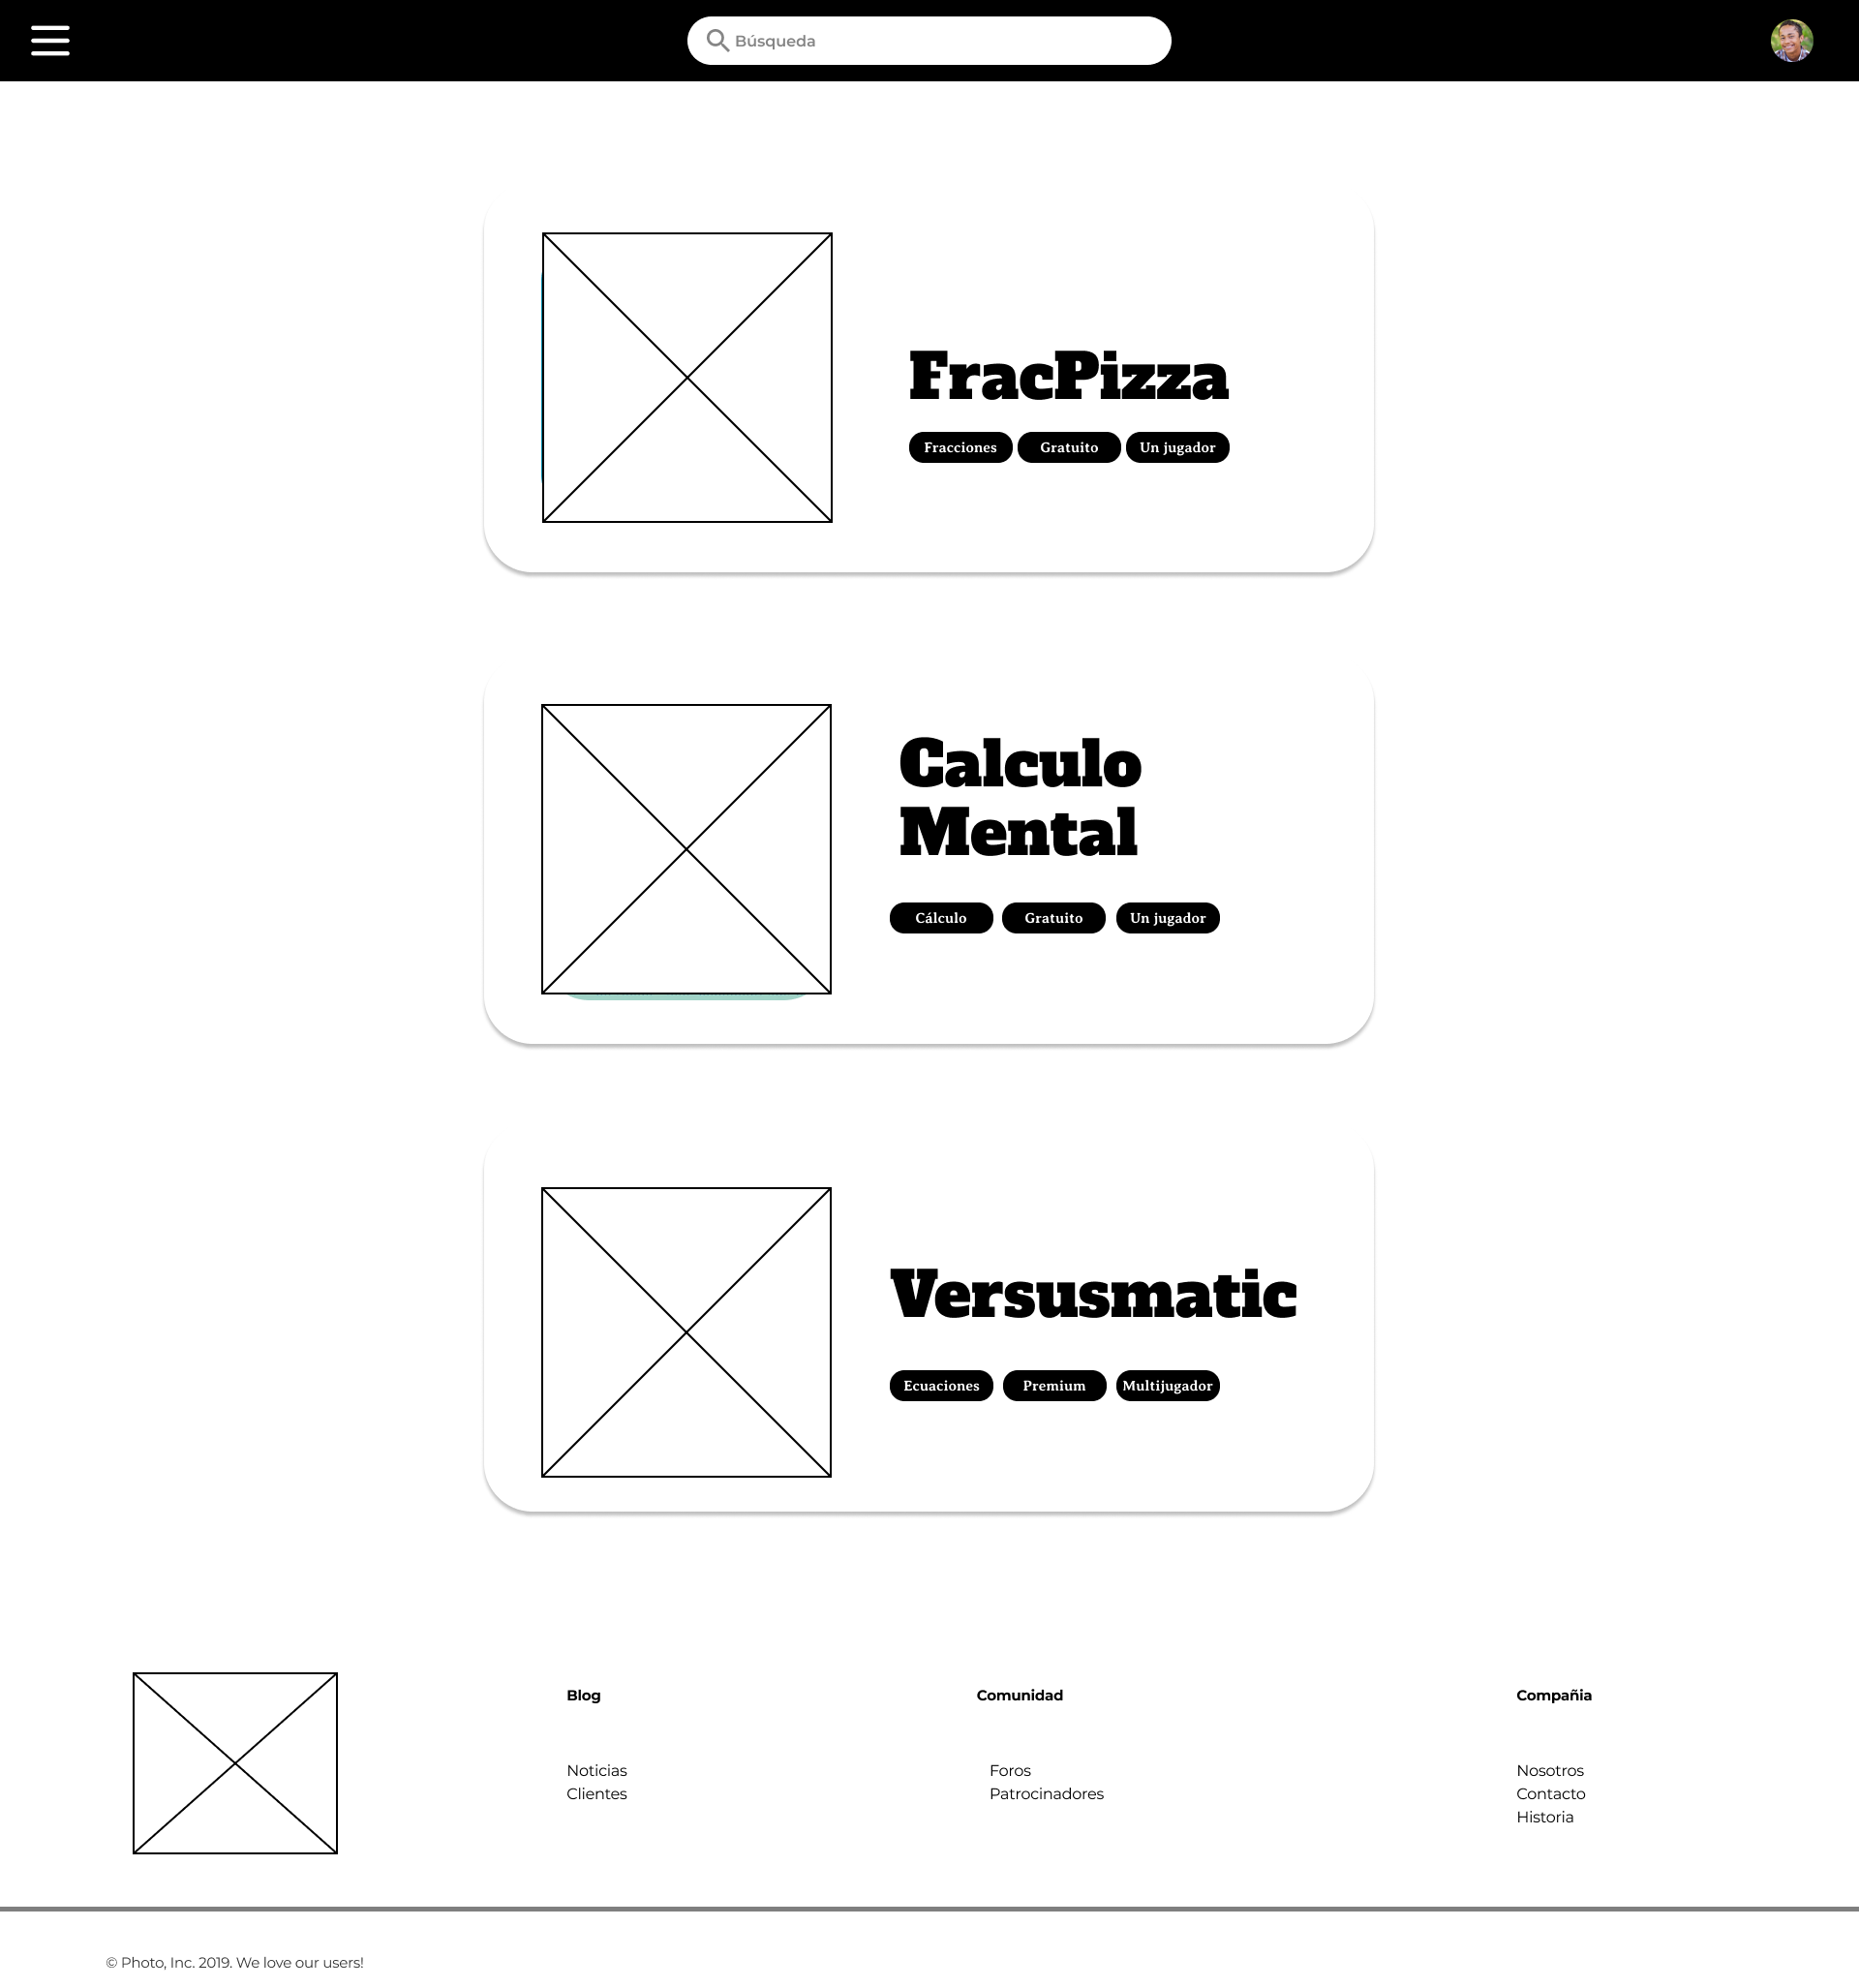 Búsqueda
FracPizza
Fracciones
Gratuito
Un jugador
Calculo
Mental
Cálculo
Gratuito
Un jugador
Versusmatic
Ecuaciones
Premium
Multijugador
Blog
Noticias
Clientes
Comunidad
Foros
Patrocinadores
Compañia
Nosotros
Contacto
Historia
© Photo, Inc. 2019. We love our users!